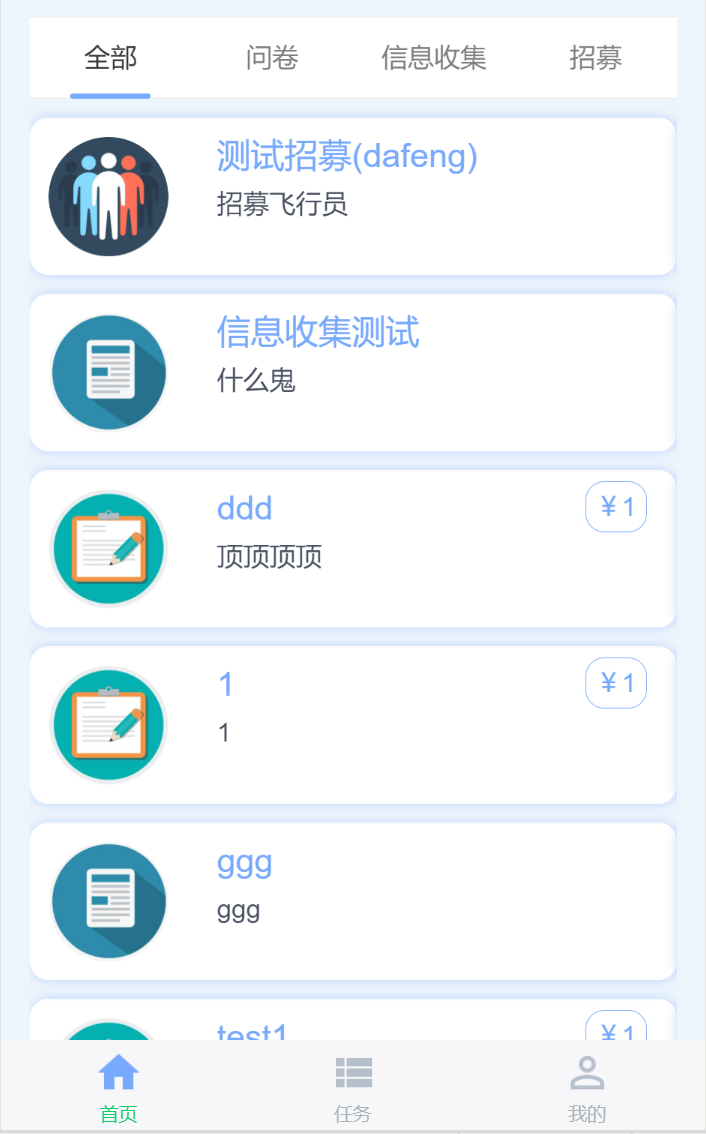 全部 问卷 信息收集 招募
测试招募(dafeng)
招募飞行员
信息收集测试
什么鬼
ddd
¥1
顶顶顶顶
1
¥1
1
ggg
ggg
test1
¥1
首页 任务 我的